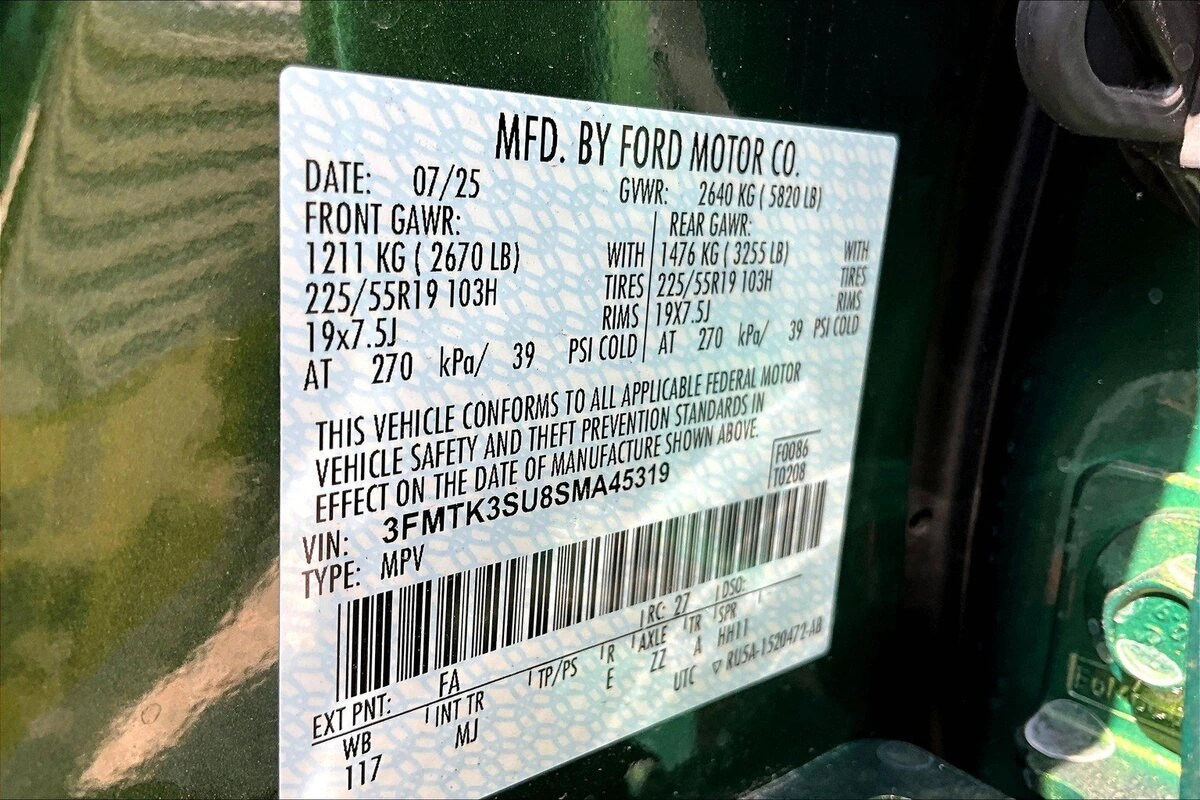 MFD. BY FORD MOTOR CO.
DATE: 07/25 GVWR: 2640 KG ( 5820 LB)
FRONT GAWR: REAR GAWR:
1211 KG ( 2670 LB) WITH 1476 KG ( 3255 LB) WITH
225/55R19 103H TIRES 225/55R19 103H TIRES
19x7.5J RIMS 19X7.5J RIMS
AT 270 kPa/ 39 PSI COLD AT 270 kPa/ 39 PSI COLD
THIS VEHICLE CONFORMS TO ALL APPLICABLE FEDERAL MOTOR
VEHICLE SAFETY AND THEFT PREVENTION STANDARDS IN
EFFECT ON THE DATE OF MANUFACTURE SHOWN ABOVE.
F0086
T0208
VIN: 3FMTK3SU8SMA45319
TYPE: MPV
EXT PNT: FA RC: 27 DSO:
WB INT TR TP/PS R AXLE TR SPR
117 MJ E ZZ A HH11
UTC RU5A-1520472-AB